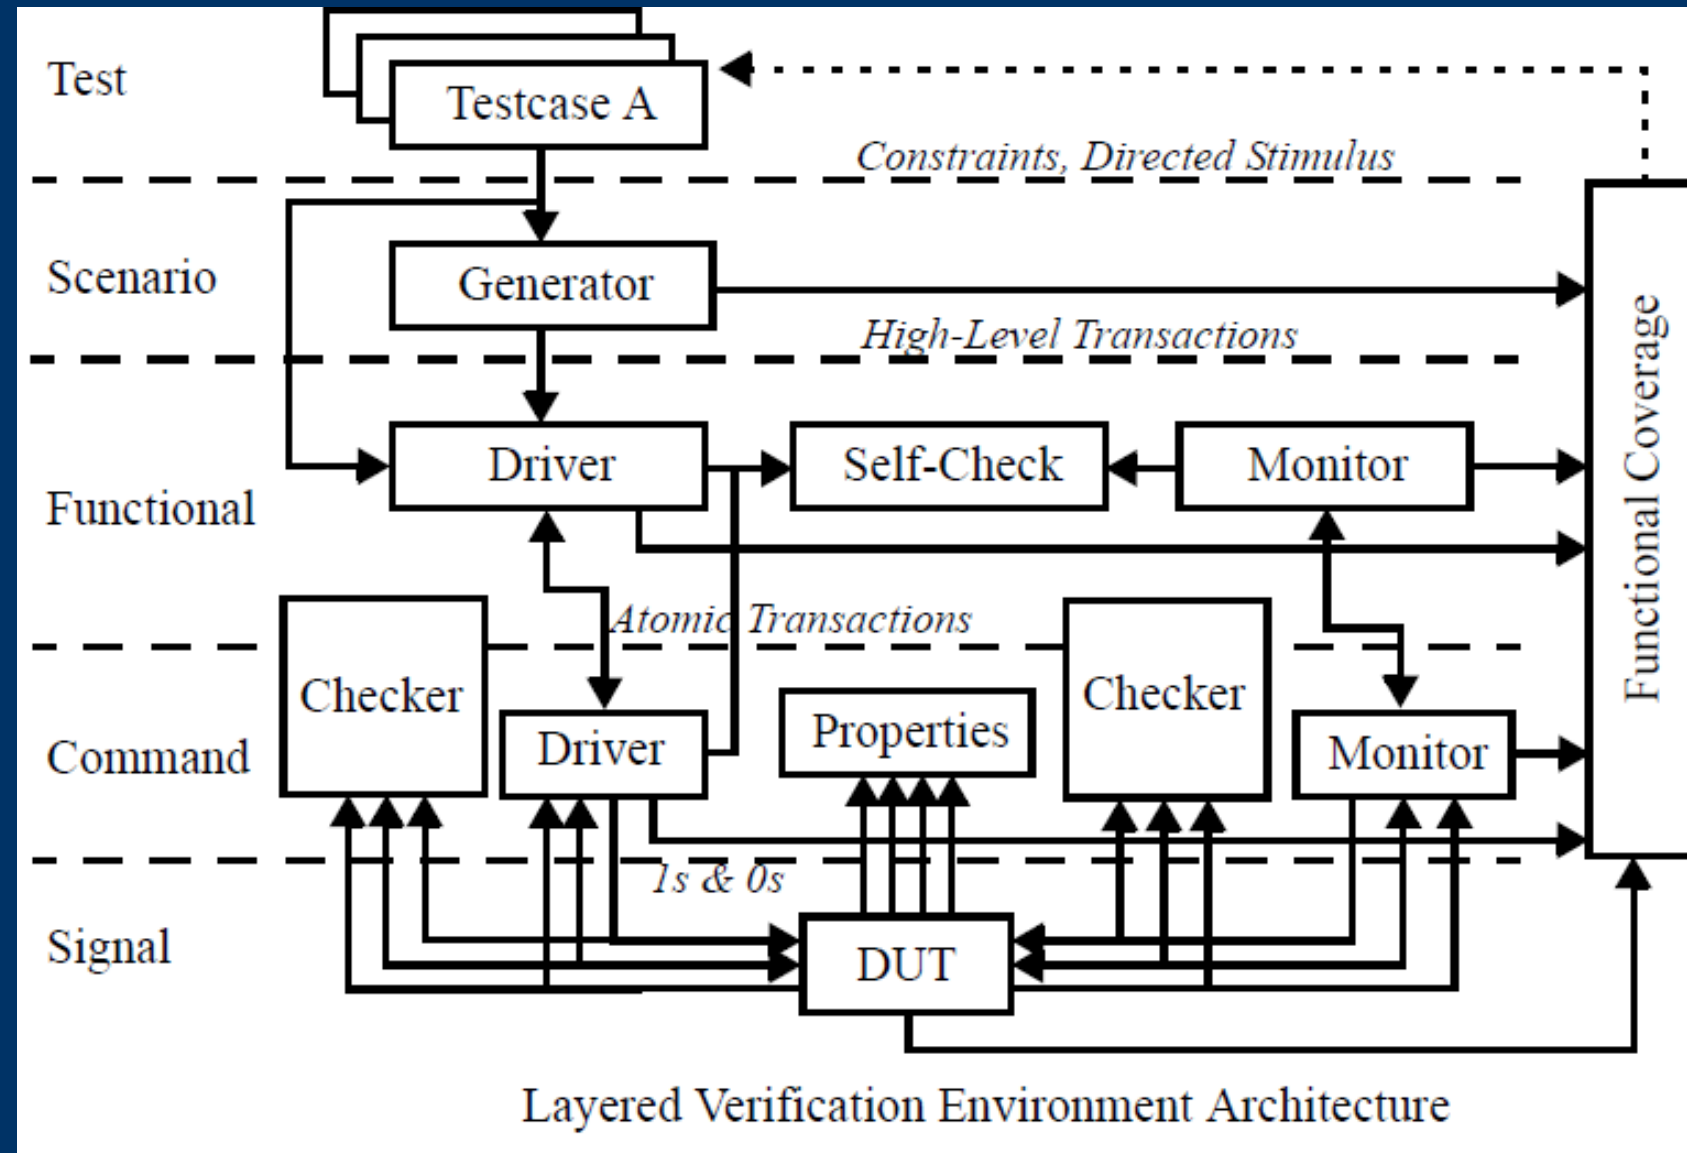 Test
Testcase A
Constraints, Directed Stimulus
Scenario
Generator
High-Level Transactions
Functional
Driver
Self-Check
Monitor
Functional Coverage
Atomic Transactions
Command
Checker
Driver
Properties
Checker
Monitor
1s & 0s
Signal
DUT
Layered Verification Environment Architecture